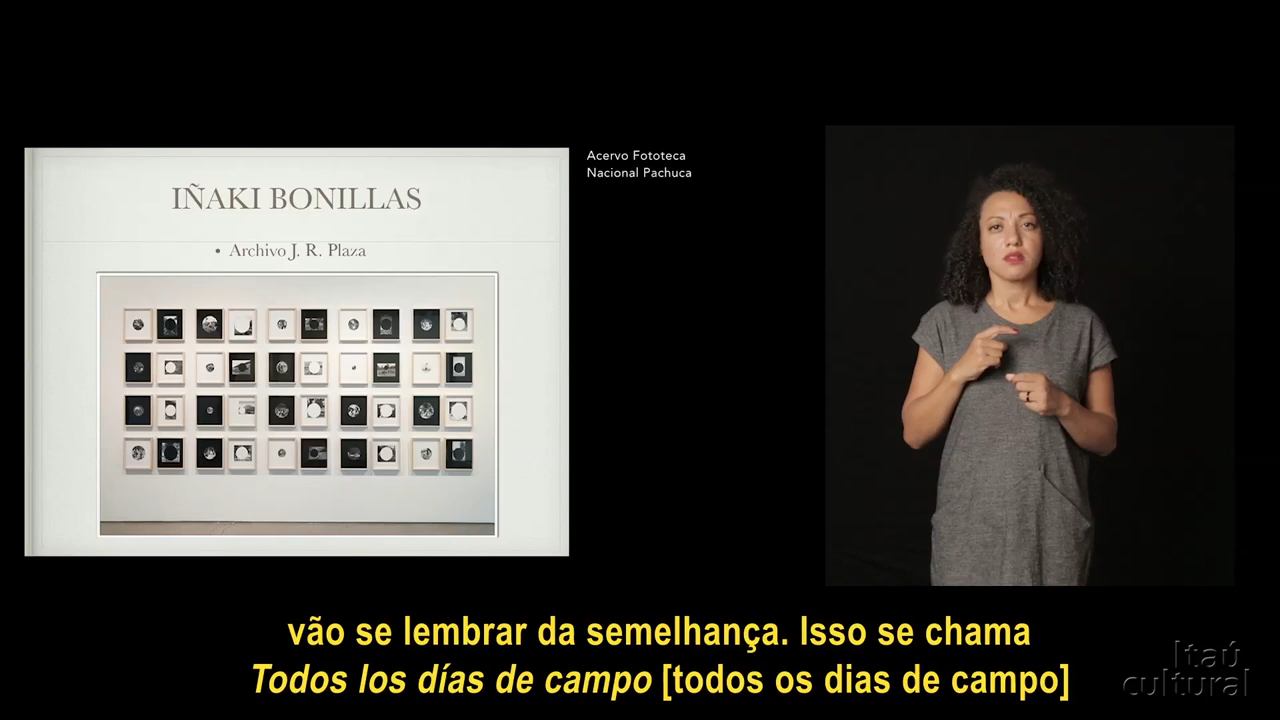 IÑAKI BONILLAS
• Archivo J. R. Plaza
Acervo Fototeca
Nacional Pachuca
vão se lembrar da semelhança. Isso se chama
Todos los días de campo [todos os dias de campo]
Itaú
cultural